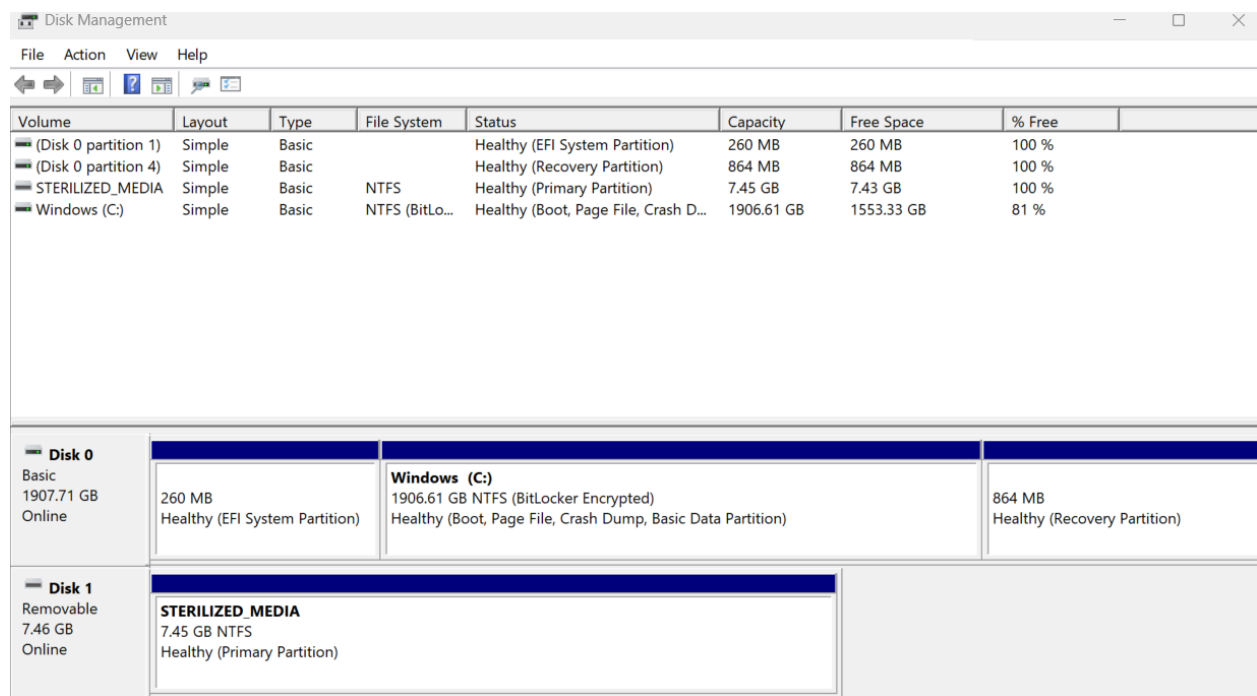 Disk Management
File Action View Help
Volume Layout Type File System Status Capacity Free Space % Free
(Disk 0 partition 1) Simple Basic Healthy (EFI System Partition) 260 MB 260 MB 100 %
(Disk 0 partition 4) Simple Basic Healthy (Recovery Partition) 864 MB 864 MB 100 %
STERILIZED_MEDIA Simple Basic NTFS Healthy (Primary Partition) 7.45 GB 7.43 GB 100 %
Windows (C:) Simple Basic NTFS (BitLo... Healthy (Boot, Page File, Crash D... 1906.61 GB 1553.33 GB 81 %
Disk 0
Basic
1907.71 GB
Online
260 MB
Healthy (EFI System Partition)
Windows (C:)
1906.61 GB NTFS (BitLocker Encrypted)
Healthy (Boot, Page File, Crash Dump, Basic Data Partition)
864 MB
Healthy (Recovery Partition)
Disk 1
Removable
7.46 GB
Online
STERILIZED_MEDIA
7.45 GB NTFS
Healthy (Primary Partition)